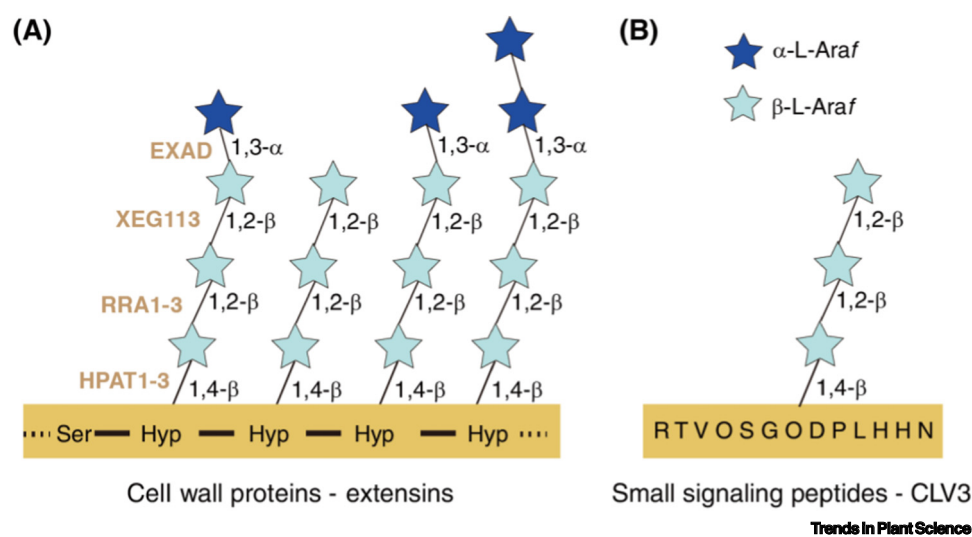 (A)
(B)
α-L-Araf
β-L-Araf
EXAD 1,3-α 1,3-α 1,3-α
XEG113 1,2-β 1,2-β 1,2-β 1,2-β 1,2-β
RRA1-3 1,2-β 1,2-β 1,2-β 1,2-β 1,2-β
HPAT1-3 1,4-β 1,4-β 1,4-β 1,4-β 1,4-β
Ser Hyp Hyp Hyp Hyp
R T V O S G O D P L H H N
Cell wall proteins - extensins
Small signaling peptides - CLV3
Trends in Plant Science